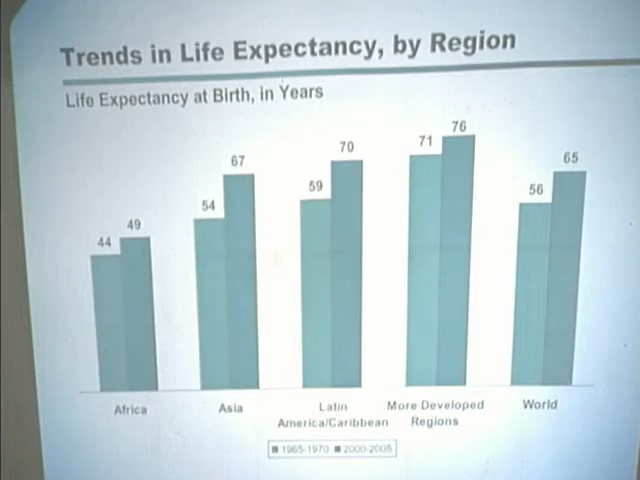 Trends in Life Expectancy, by Region
Life Expectancy at Birth, in Years
44 49 54 67 59 70 71 76 56 65
Africa Asia Latin America/Caribbean More Developed Regions World
1965-1970 2000-2005